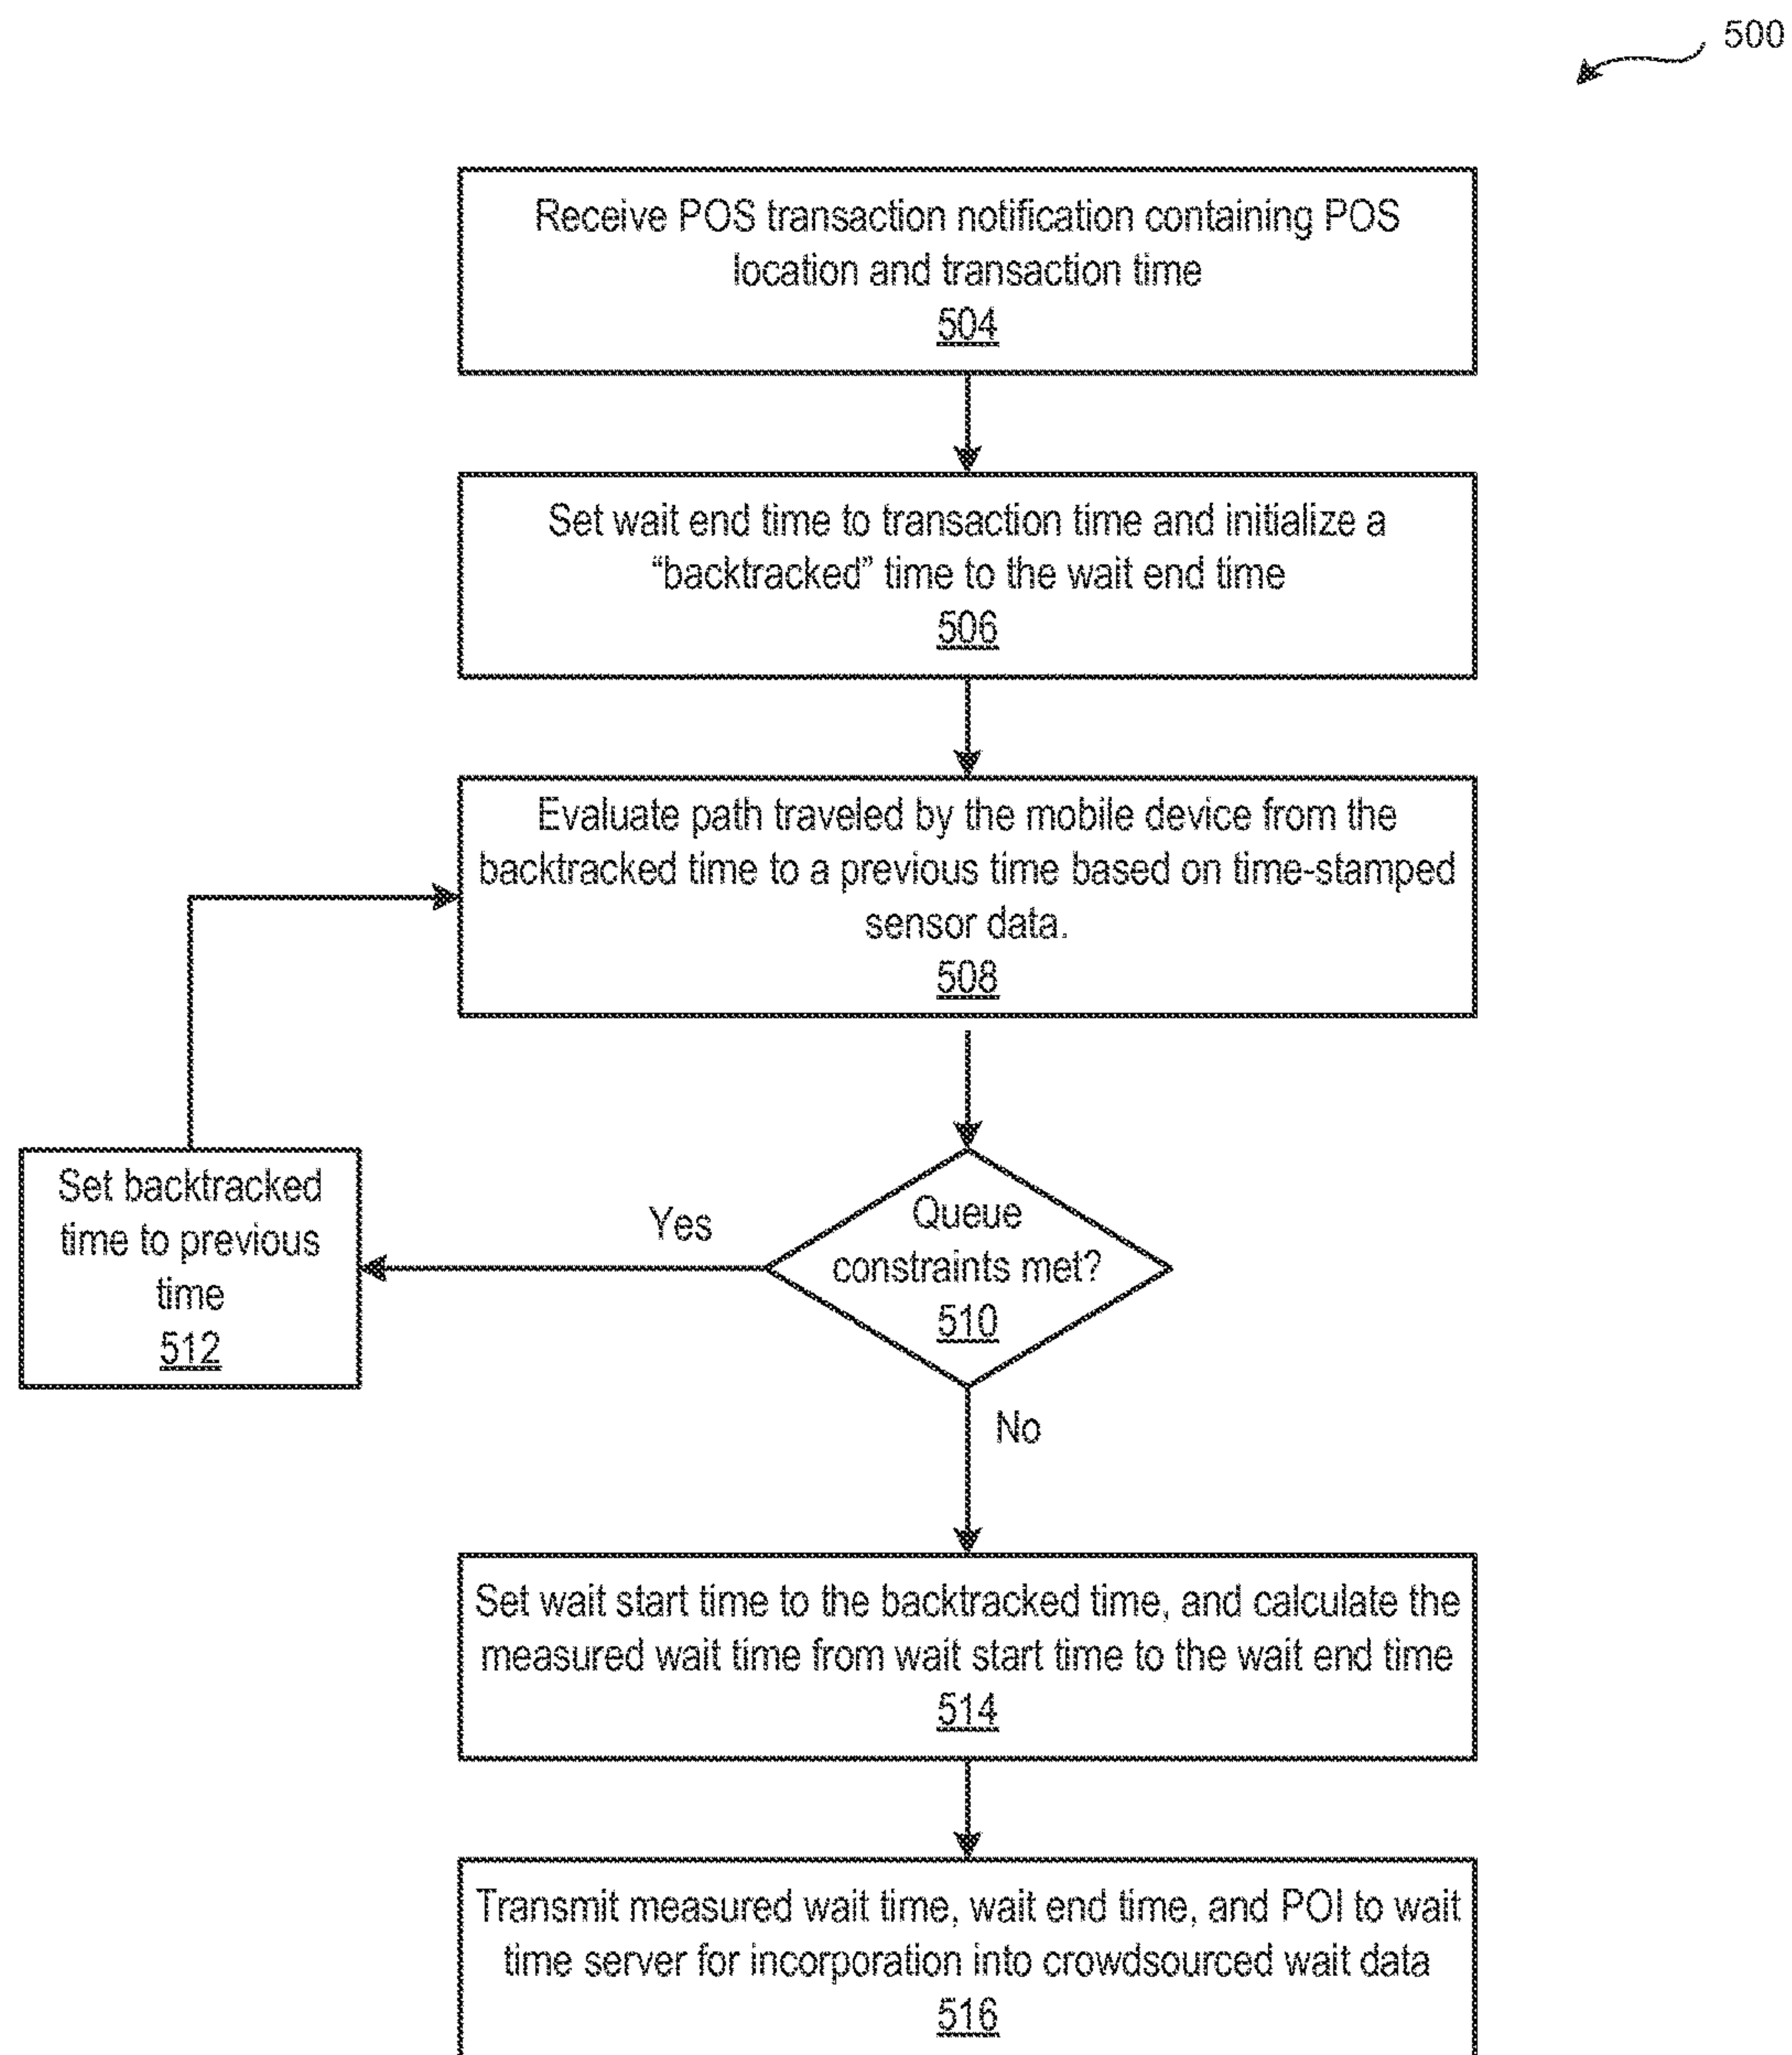 500
Receive POS transaction notification containing POS
location and transaction time
504
Set wait end time to transaction time and initialize a
“backtracked” time to the wait end time
506
Evaluate path traveled by the mobile device from the
backtracked time to a previous time based on time-stamped
sensor data.
508
Set backtracked
time to previous
time
512
Yes
Queue
constraints met?
510
No
Set wait start time to the backtracked time, and calculate the
measured wait time from wait start time to the wait end time
514
Transmit measured wait time, wait end time, and POI to wait
time server for incorporation into crowdsourced wait data
516